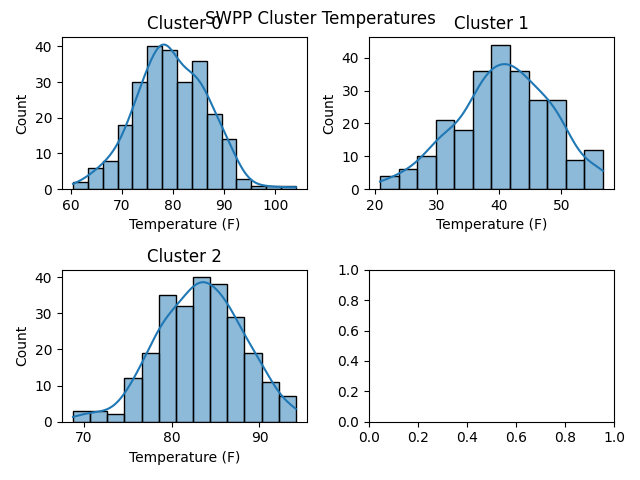 SWPP Cluster Temperatures
Cluster 0
Cluster 1
Count
40
30
20
10
0
60 70 80 90 100
Temperature (F)
Count
40
30
20
10
0
20 30 40 50
Temperature (F)
Cluster 2
Count
40
30
20
10
0
70 80 90
Temperature (F)
1.0
0.8
0.6
0.4
0.2
0.0
0.0 0.2 0.4 0.6 0.8 1.0